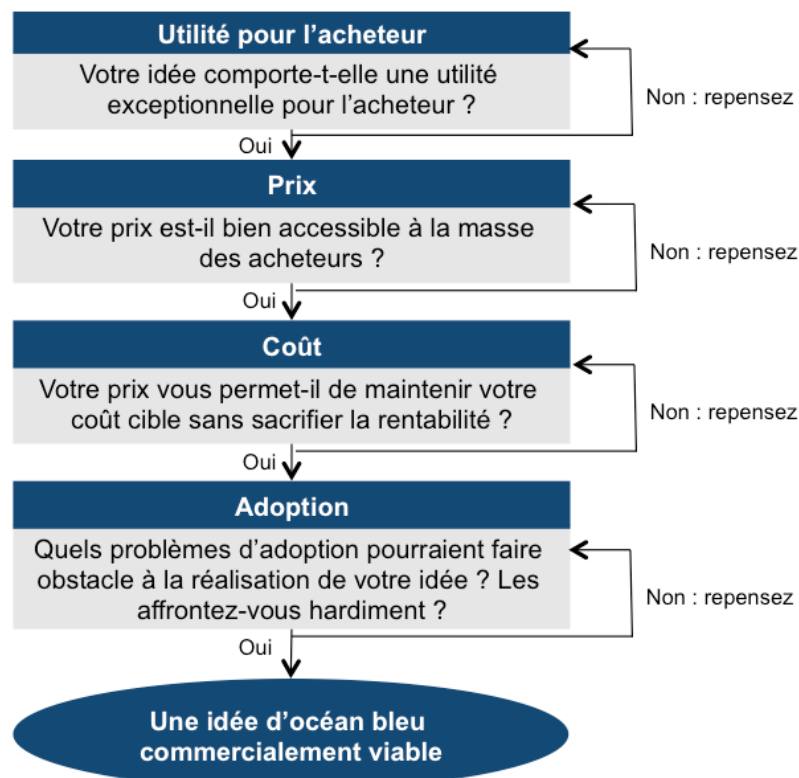 Utilité pour l'acheteur
Votre idée comporte-t-elle une utilité
exceptionnelle pour l'acheteur ?
Non : repensez
Oui
Prix
Votre prix est-il bien accessible à la masse
des acheteurs ?
Non : repensez
Oui
Coût
Votre prix vous permet-il de maintenir votre
coût cible sans sacrifier la rentabilité ?
Non : repensez
Oui
Adoption
Quels problèmes d'adoption pourraient faire
obstacle à la réalisation de votre idée ? Les
affrontez-vous hardiment ?
Non : repensez
Oui
Une idée d'océan bleu
commercialement viable